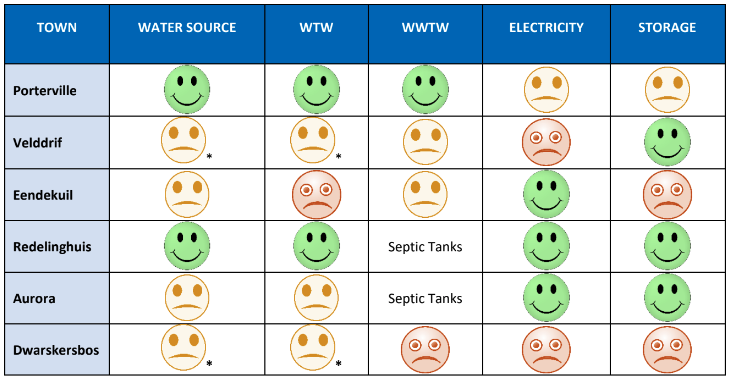 TOWN WATER SOURCE WTW WWTW ELECTRICITY STORAGE
Porterville
Velddrif * *
Eendekuil
Redelinghuis Septic Tanks
Aurora Septic Tanks
Dwarskersbos * *